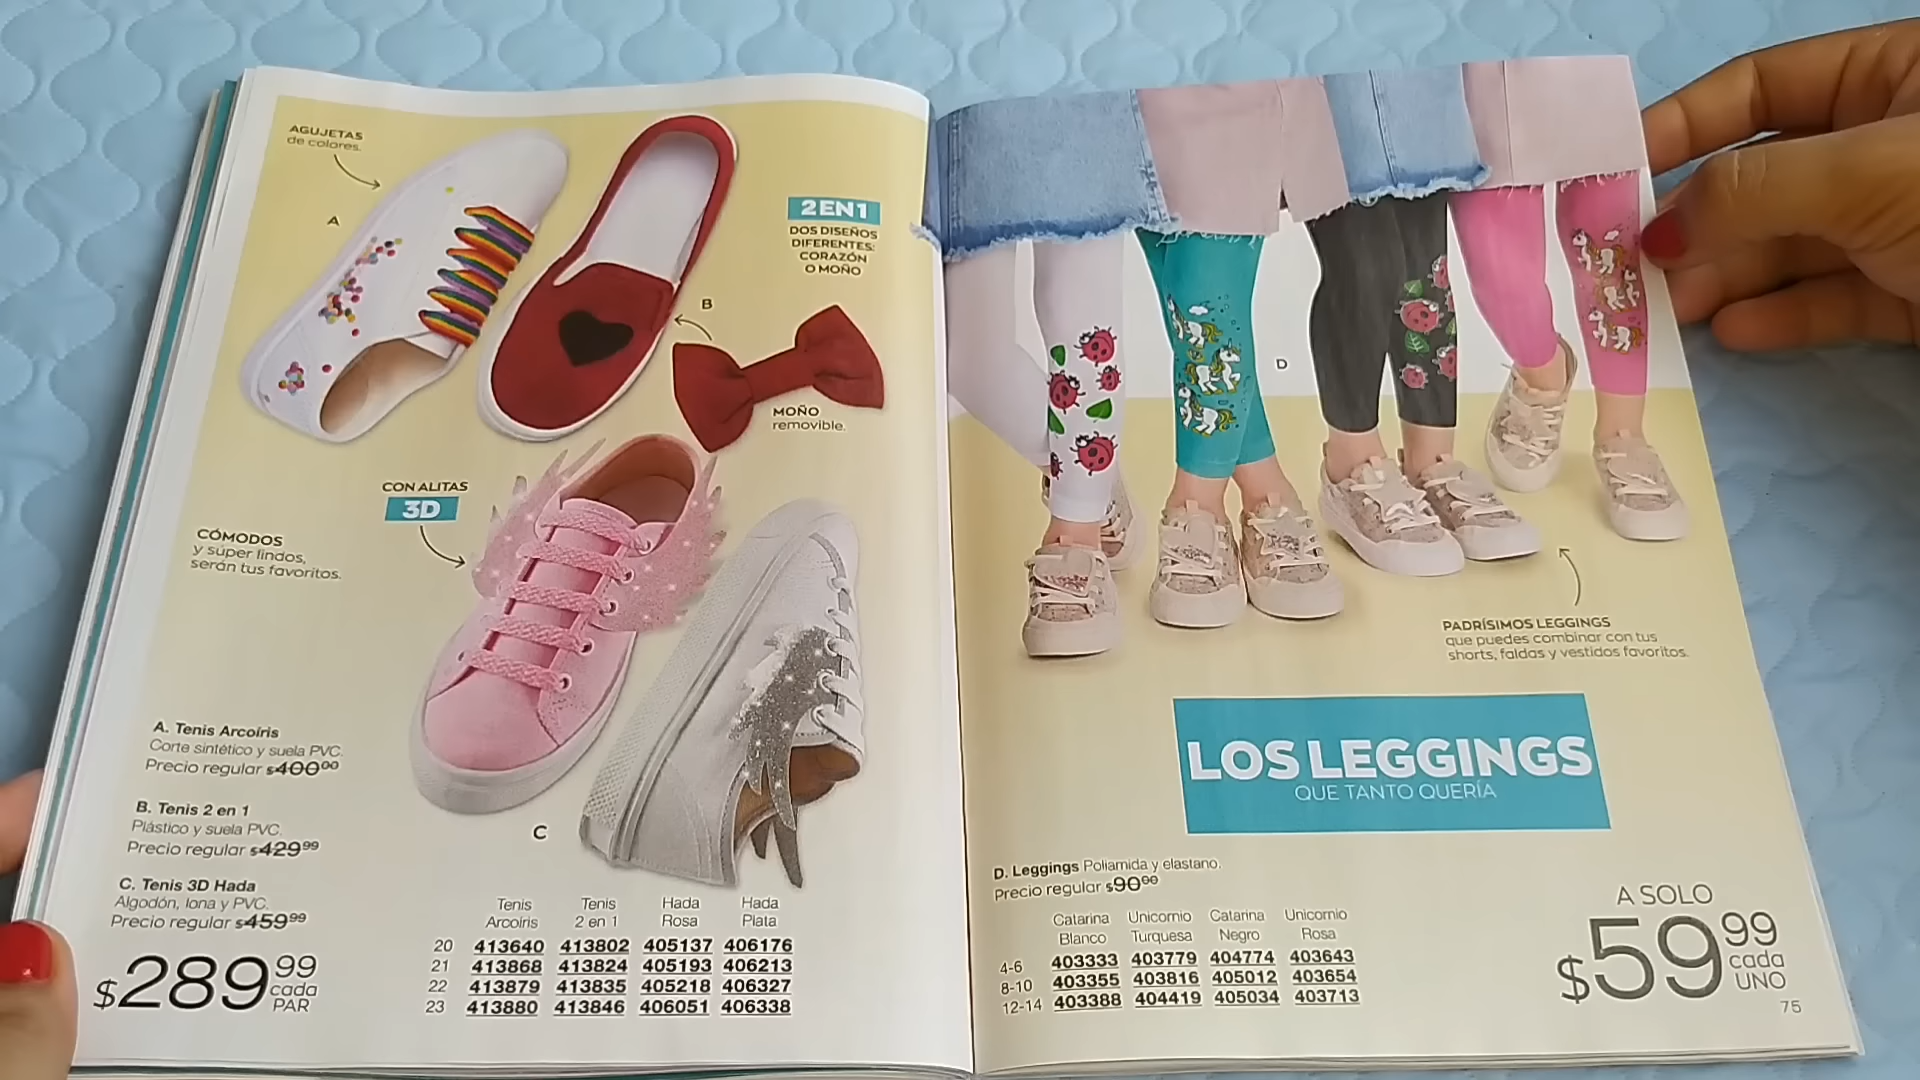 AGUJETAS
de colores.
A
2 EN 1
DOS DISEÑOS
DIFERENTES:
CORAZÓN
O MOÑO
B
MOÑO
removible.
CON ALITAS
3D
CÓMODOS
y súper lindos,
serán tus favoritos.
C
A. Tenis Arcoíris
Corte sintético y suela PVC.
Precio regular $400.00
B. Tenis 2 en 1
Plástico y suela PVC.
Precio regular $429.99
C. Tenis 3D Hada
Algodón, lona y PVC.
Precio regular $459.99
$289.99
cada
PAR
Tenis Arcoíris Tenis 2 en 1 Hada Rosa Hada Plata
20 413640 413802 405137 406176
21 413868 413824 405193 406213
22 413879 413835 405218 406327
23 413880 413846 406051 406338
D
PADRÍSIMOS LEGGINGS
que puedes combinar con tus
shorts, faldas y vestidos favoritos.
LOS LEGGINGS
QUE TANTO QUERÍA
D. Leggings Poliamida y elastano.
Precio regular $90.00
Catarina Blanco Unicornio Turquesa Catarina Negro Unicornio Rosa
4-6 403333 403779 404774 403643
8-10 403355 403816 405012 403654
12-14 403388 404419 405034 403713
A SOLO
$59.99
cada
UNO
75